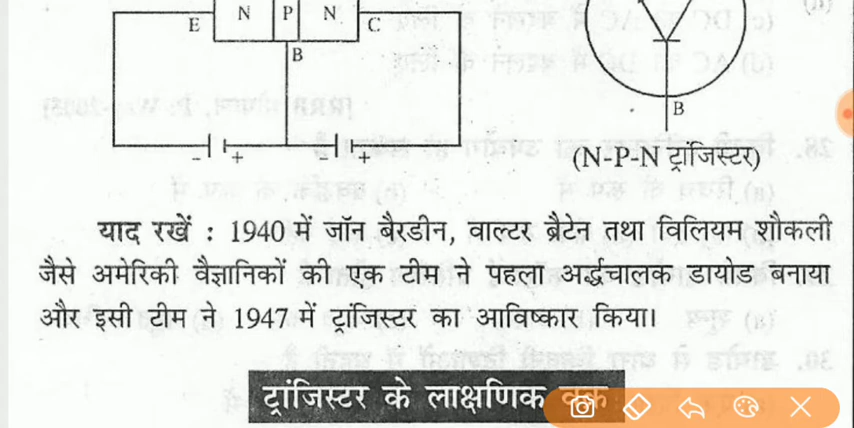 N P N
E C
B
- + +
B
(N-P-N ट्रांजिस्टर)
याद रखें : 1940 में जॉन बैरडीन, वाल्टर ब्रैटेन तथा विलियम शौकली
जैसे अमेरिकी वैज्ञानिकों की एक टीम ने पहला अर्द्धचालक डायोड बनाया
और इसी टीम ने 1947 में ट्रांजिस्टर का आविष्कार किया।
ट्रांजिस्टर के लाक्षणिक